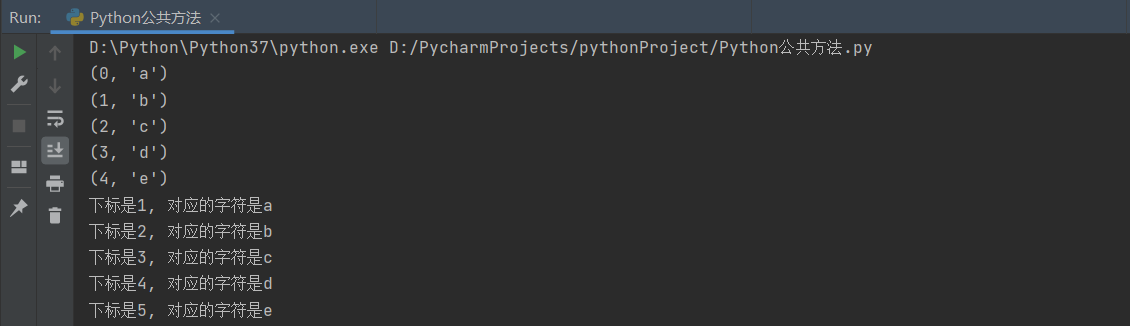 Run: Python公共方法
D:\Python\Python37\python.exe D:/PycharmProjects/pythonProject/Python公共方法.py
(0, 'a')
(1, 'b')
(2, 'c')
(3, 'd')
(4, 'e')
下标是1, 对应的字符是a
下标是2, 对应的字符是b
下标是3, 对应的字符是c
下标是4, 对应的字符是d
下标是5, 对应的字符是e